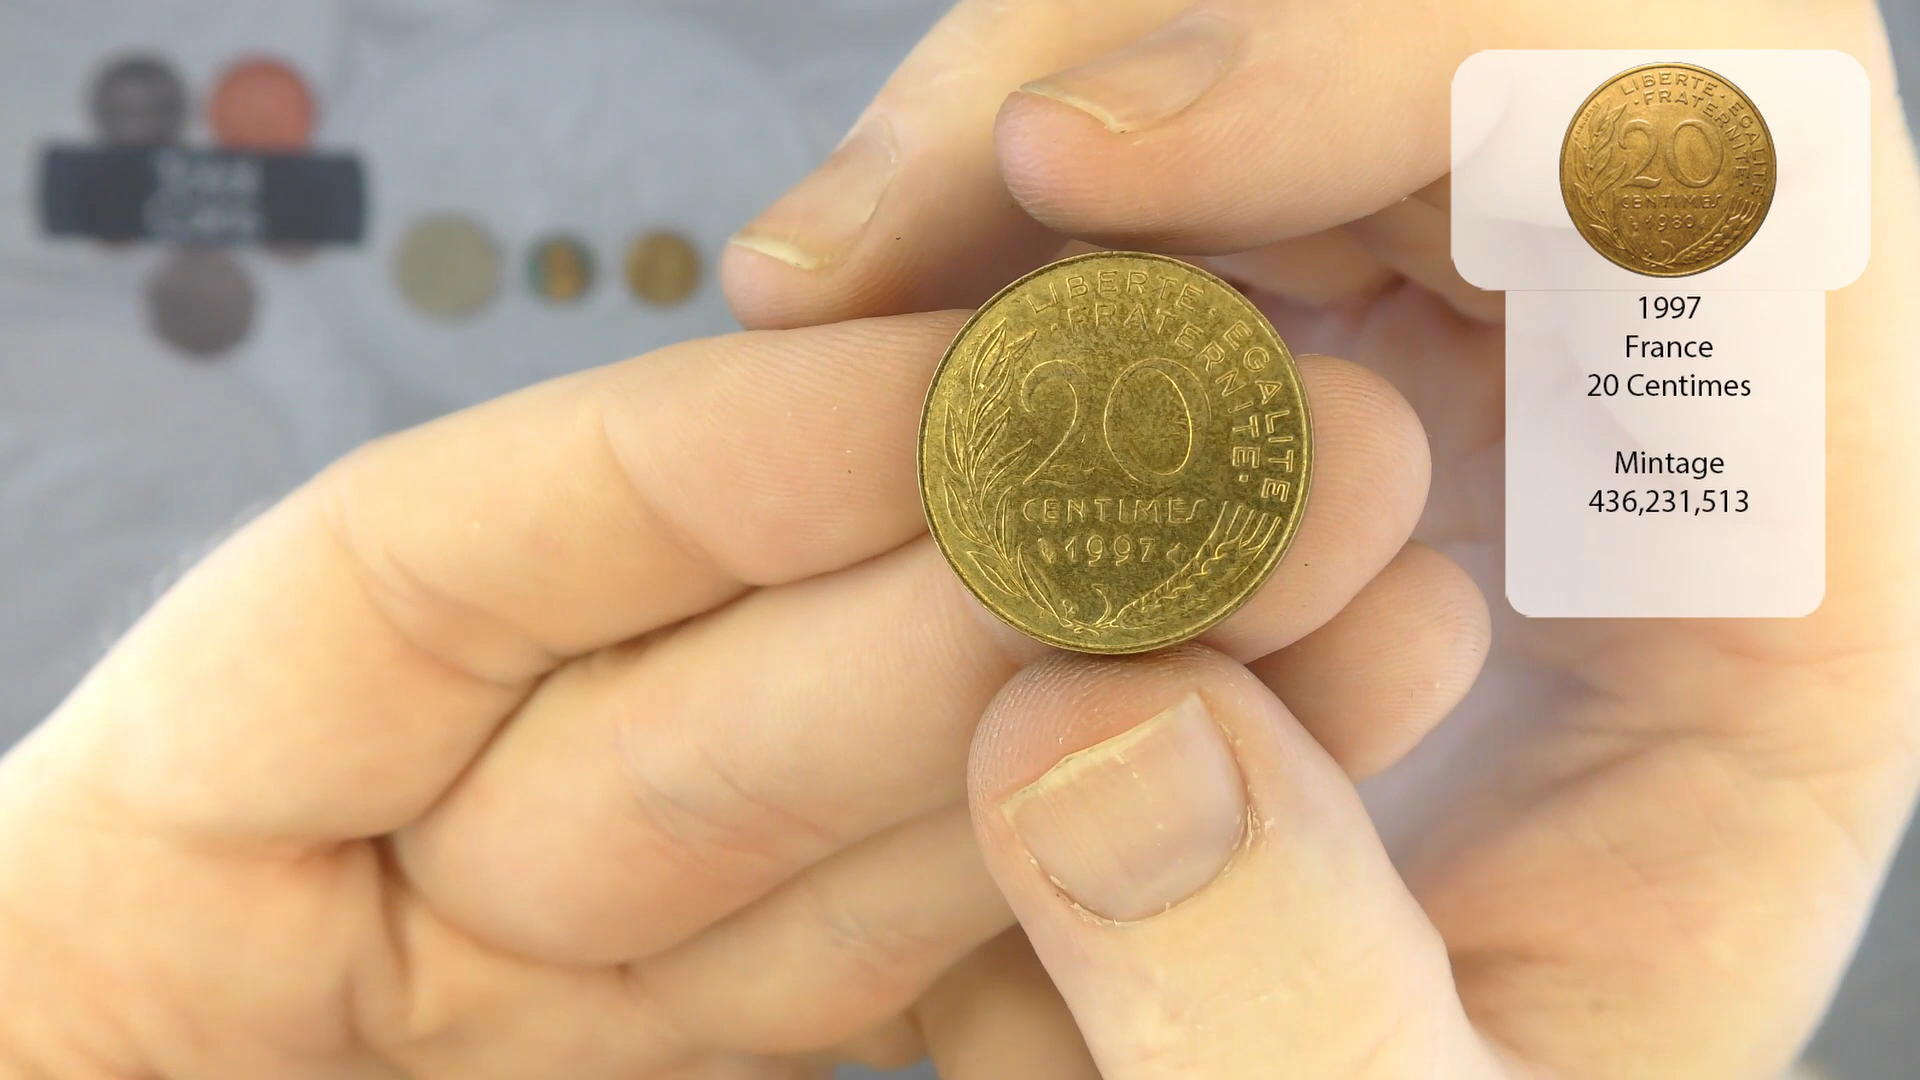 LIBERTE · EGALITE
· FRATERNITE ·
20
CENTIMES
1997
LIBERTE · EGALITE
· FRATERNITE ·
20
CENTIMES
1980
1997
France
20 Centimes
Mintage
436,231,513